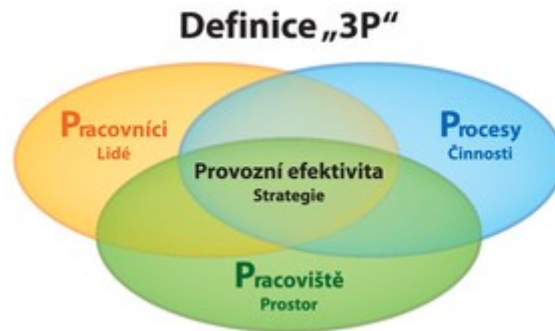 Definice „3P“
Pracovníci
Lidé
Procesy
Činnosti
Provozní efektivita
Strategie
Pracoviště
Prostor